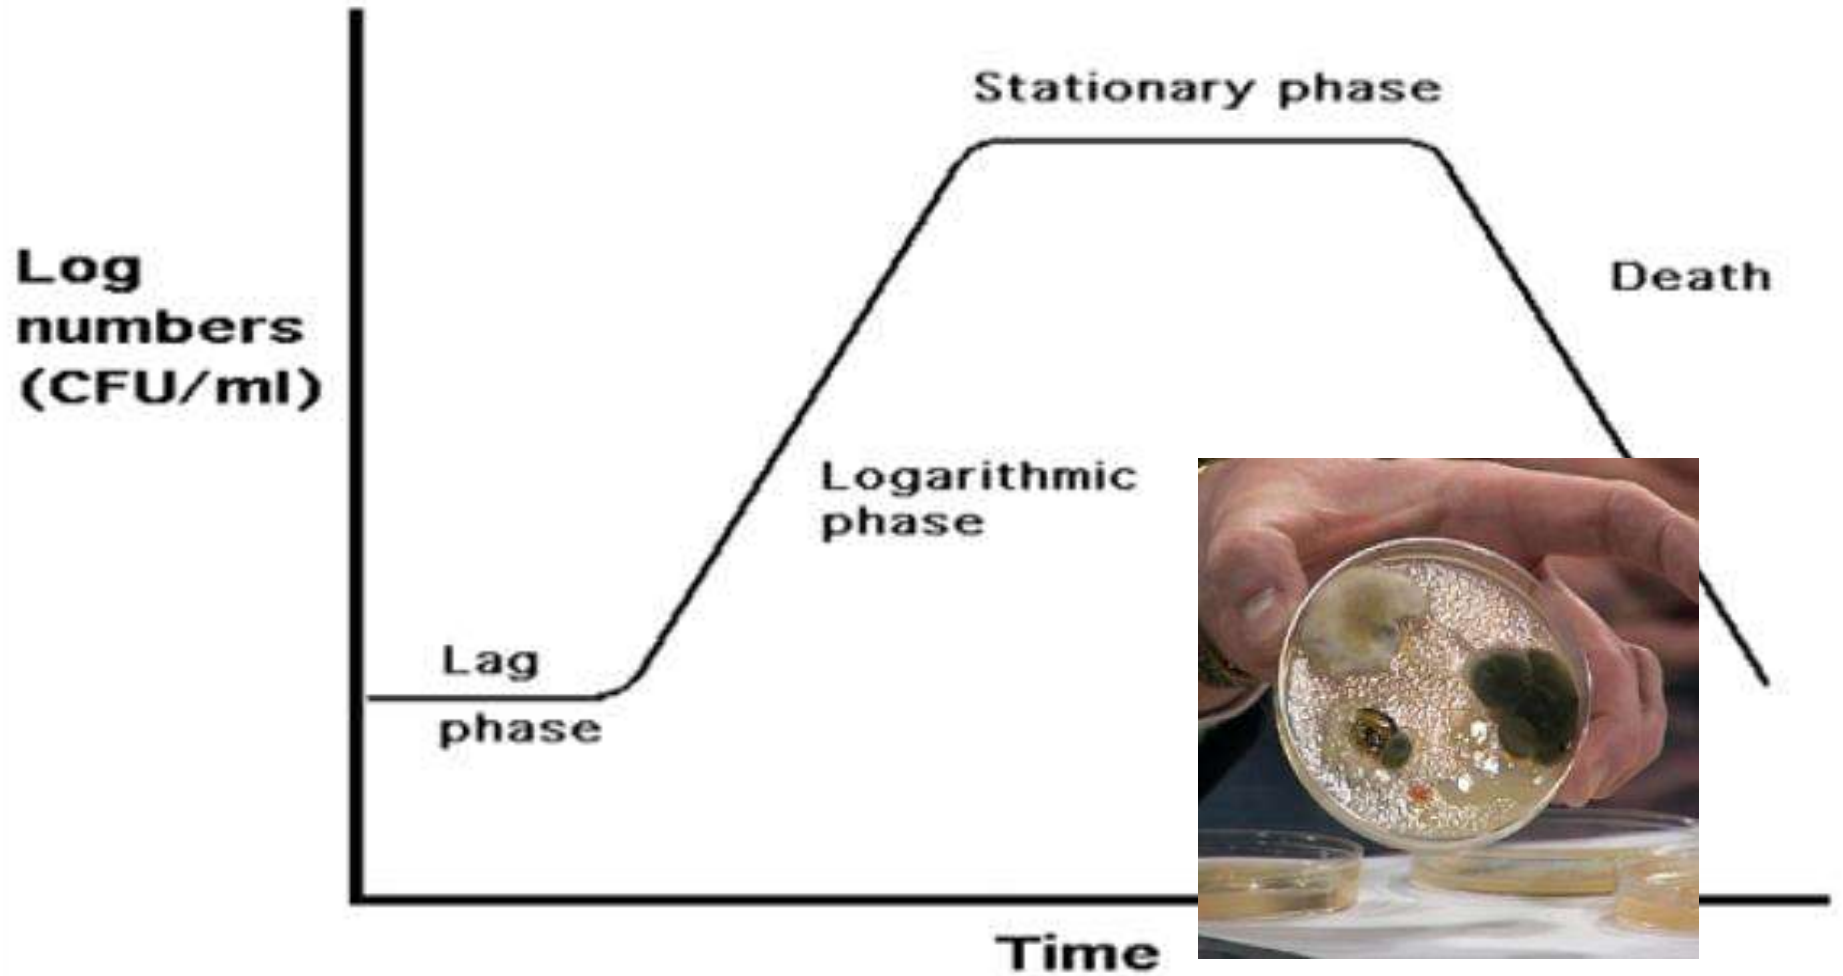 Stationary phase
Log
numbers
(CFU/ml)
Death
Logarithmic
phase
Lag
phase
Time